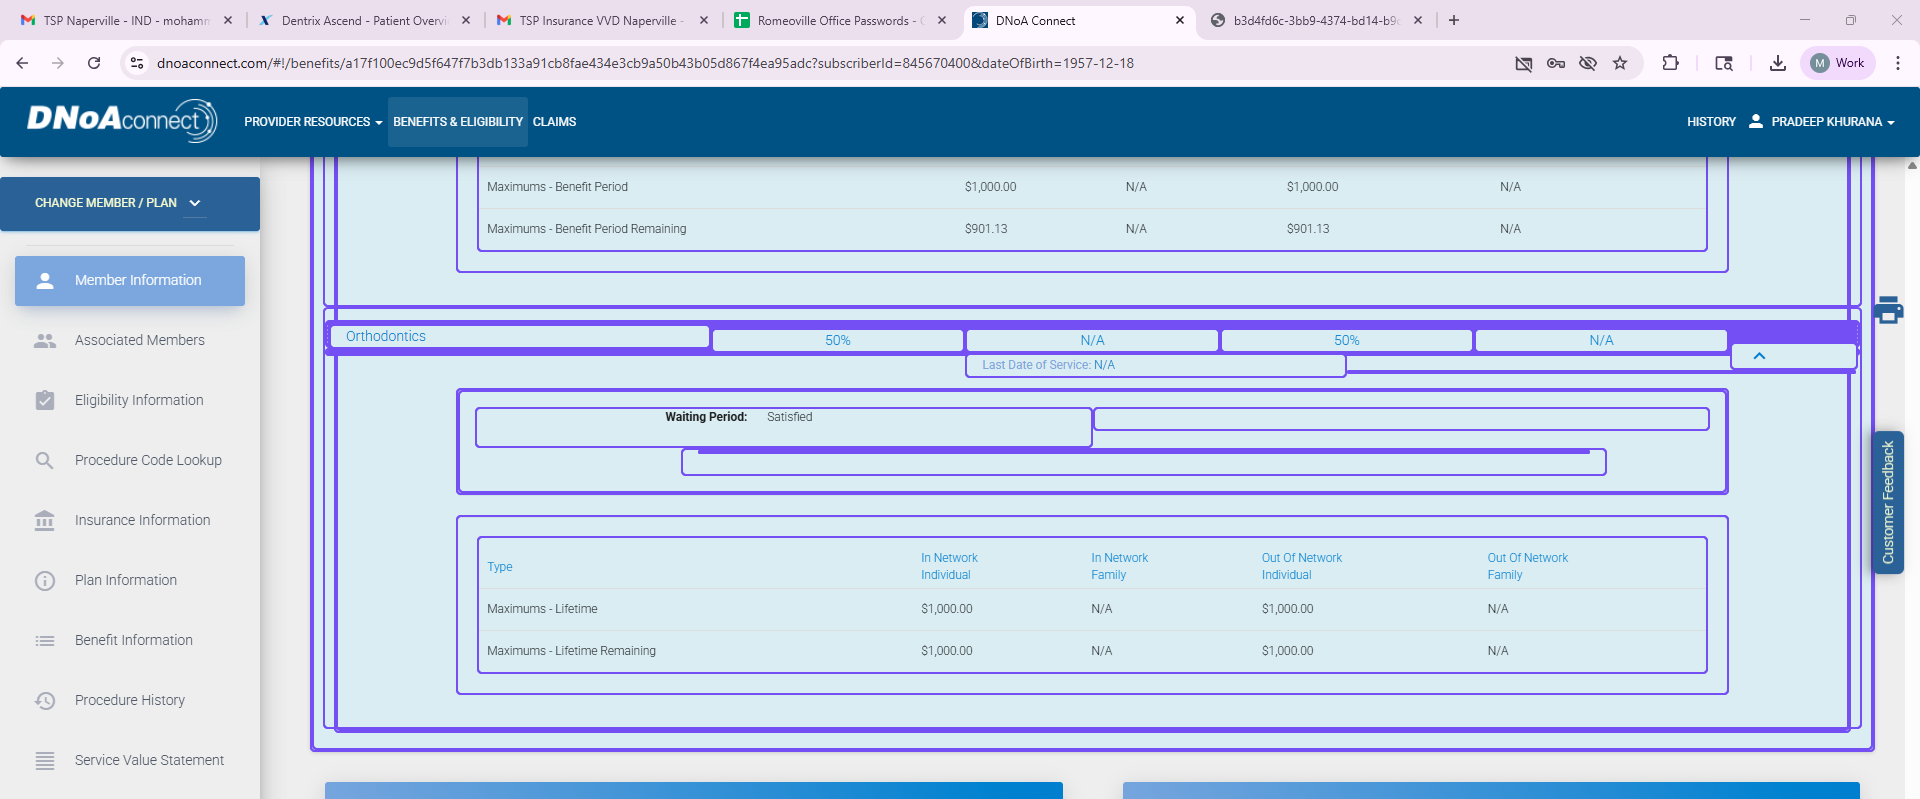 TSP Naperville - IND - moham
Dentrix Ascend - Patient Overvi
TSP Insurance VVD Naperville -
Romeoville Office Passwords -
DNoA Connect
b3d4fd6c-3bb9-4374-bd14-b9
dnoaconnect.com/#!/benefits/a17f100ec9d5f647f7b3db133a91cb8fae434e3cb9a50b43b05d867f4ea95adc?subscriberId=845670400&dateOfBirth=1957-12-18
M Work
DNoAconnect
PROVIDER RESOURCES
BENEFITS & ELIGIBILITY
CLAIMS
HISTORY
PRADEEP KHURANA
CHANGE MEMBER / PLAN
Member Information
Associated Members
Eligibility Information
Procedure Code Lookup
Insurance Information
Plan Information
Benefit Information
Procedure History
Service Value Statement
Maximums - Benefit Period $1,000.00 N/A $1,000.00 N/A
Maximums - Benefit Period Remaining $901.13 N/A $901.13 N/A
Orthodontics 50% N/A 50% N/A
Last Date of Service: N/A
Waiting Period: Satisfied
Type In Network Individual In Network Family Out Of Network Individual Out Of Network Family
Maximums - Lifetime $1,000.00 N/A $1,000.00 N/A
Maximums - Lifetime Remaining $1,000.00 N/A $1,000.00 N/A
Customer Feedback